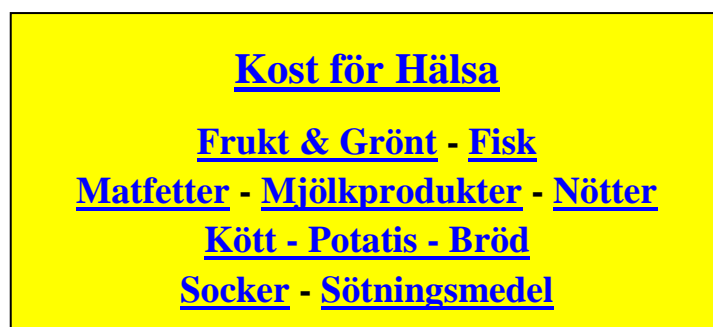 Kost för Hälsa
Frukt & Grönt - Fisk
Matfetter - Mjölkprodukter - Nötter
Kött - Potatis - Bröd
Socker - Sötningsmedel